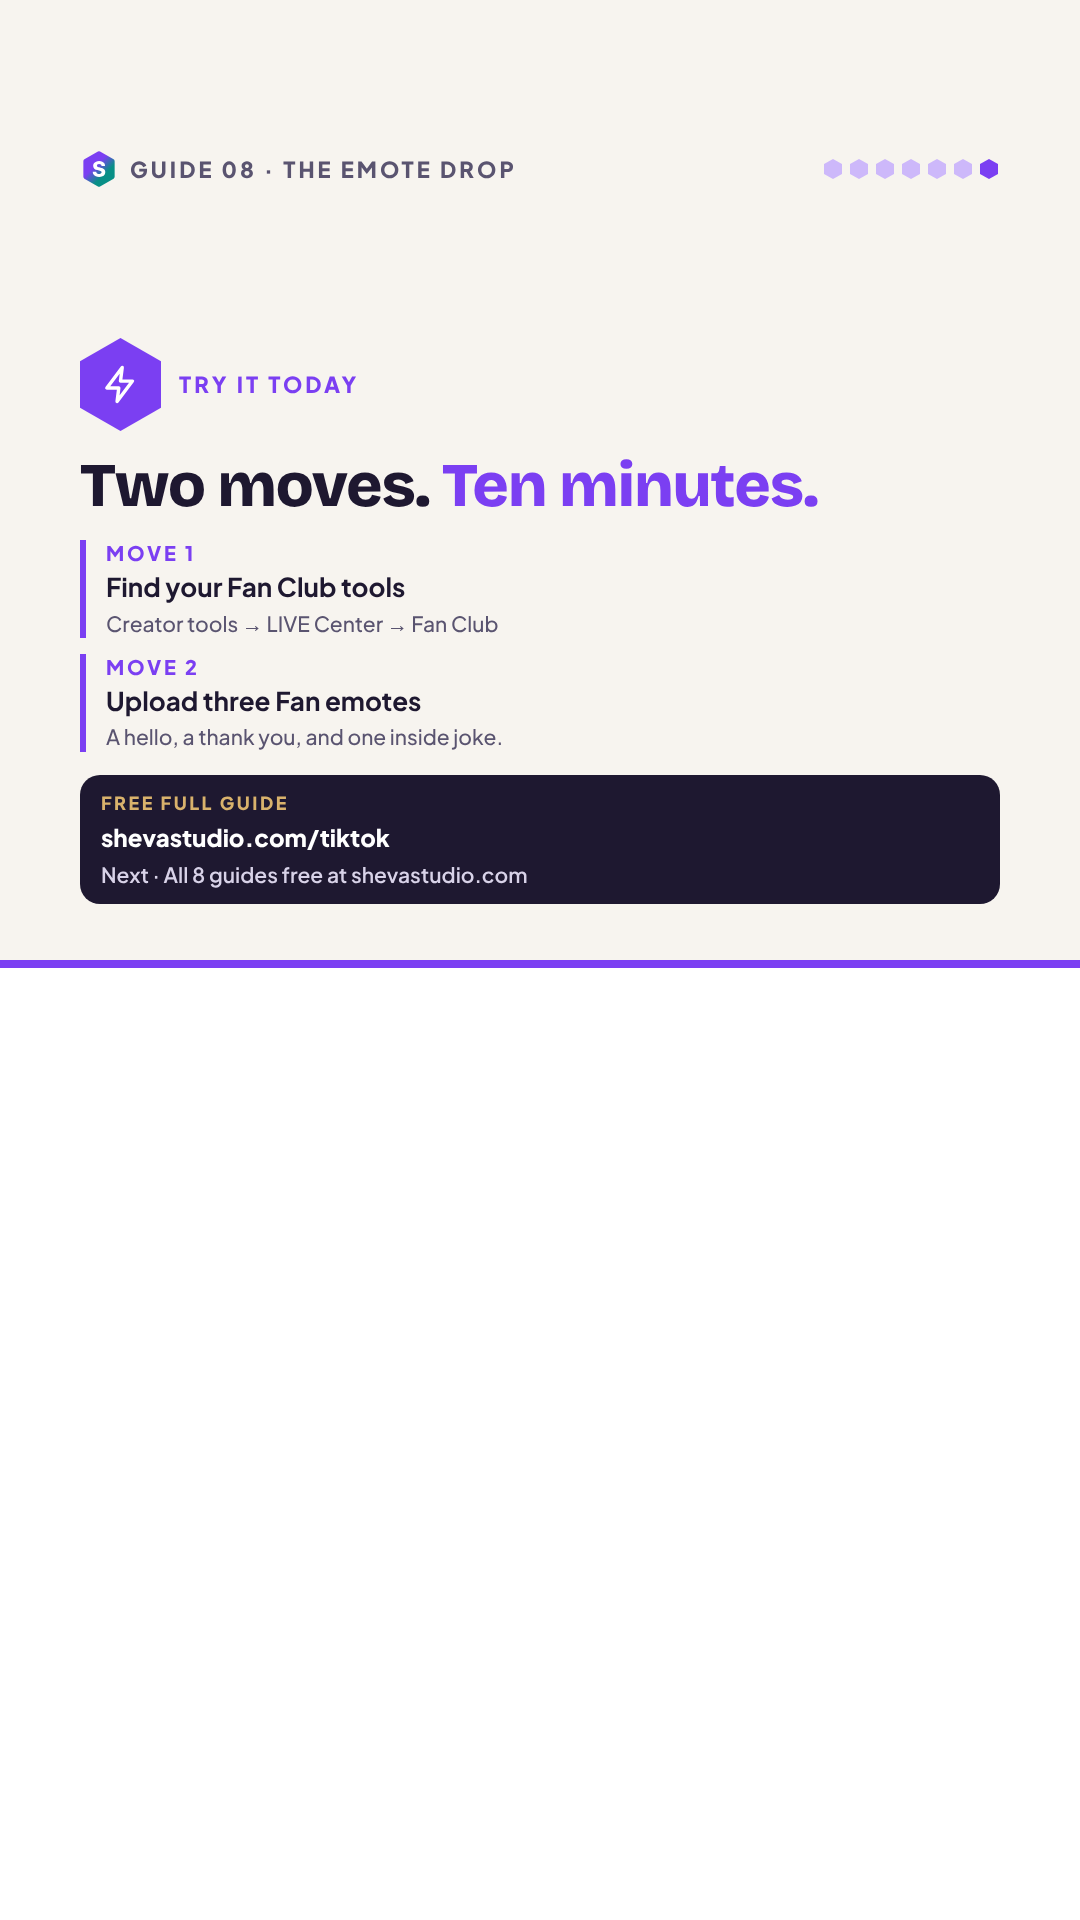 S GUIDE 08 · THE EMOTE DROP
TRY IT TODAY
Two moves. Ten minutes.
MOVE 1
Find your Fan Club tools
Creator tools → LIVE Center → Fan Club
MOVE 2
Upload three Fan emotes
A hello, a thank you, and one inside joke.
FREE FULL GUIDE
shevastudio.com/tiktok
Next · All 8 guides free at shevastudio.com